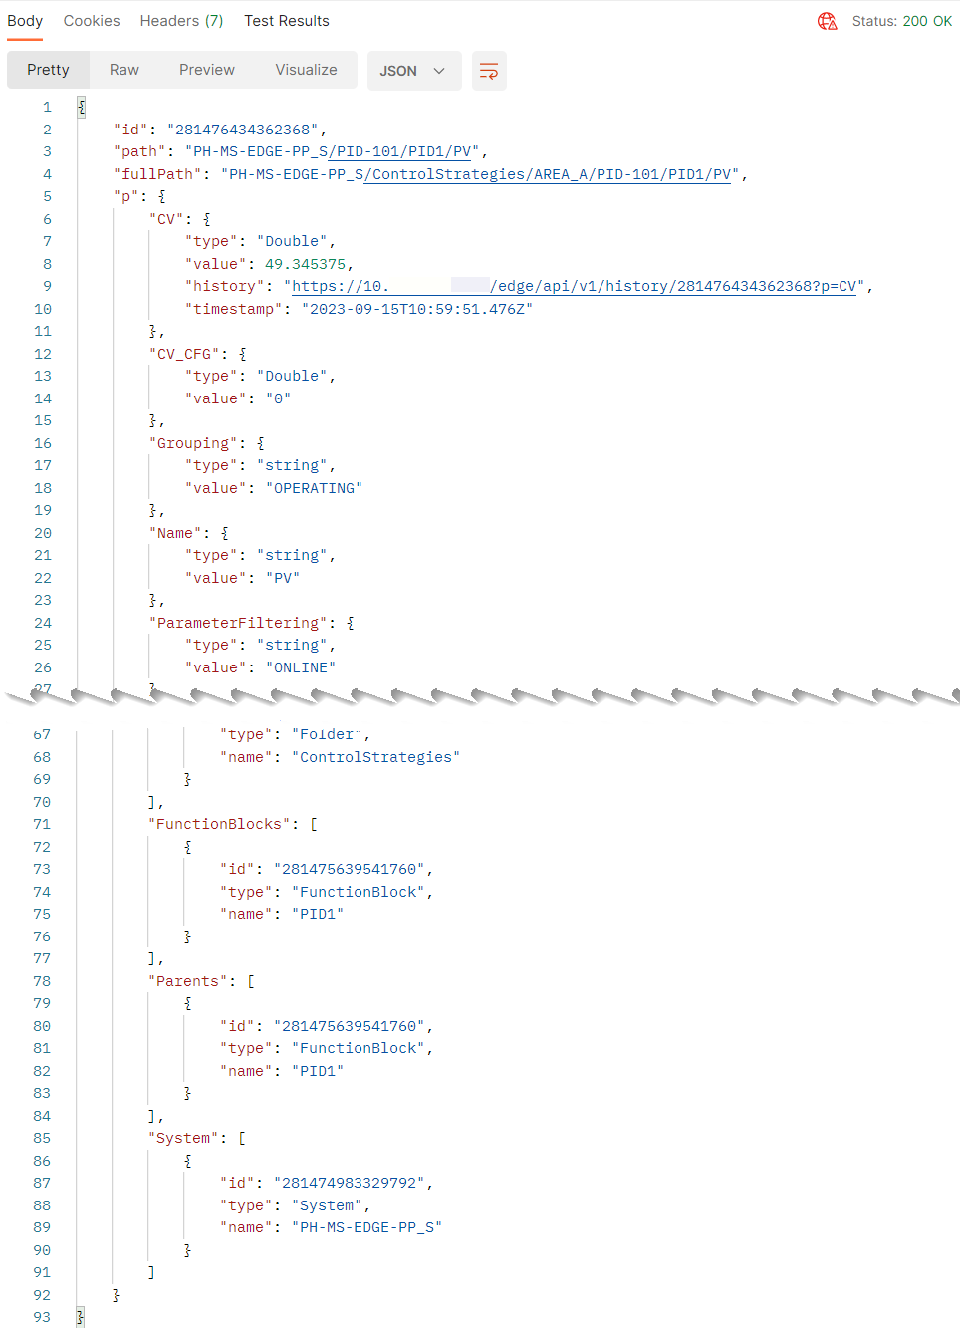 Body Cookies Headers (7) Test Results Status: 200 OK
Pretty Raw Preview Visualize JSON
1 {
2 "id": "281476434362368",
3 "path": "PH-MS-EDGE-PP_S/PID-101/PID1/PV",
4 "fullPath": "PH-MS-EDGE-PP_S/ControlStrategies/AREA_A/PID-101/PID1/PV",
5 "p": {
6 "CV": {
7 "type": "Double",
8 "value": 49.345375,
9 "history": "https://10. /edge/api/v1/history/281476434362368?p=CV",
10 "timestamp": "2023-09-15T10:59:51.476Z"
11 },
12 "CV_CFG": {
13 "type": "Double",
14 "value": "0"
15 },
16 "Grouping": {
17 "type": "string",
18 "value": "OPERATING"
19 },
20 "Name": {
21 "type": "string",
22 "value": "PV"
23 },
24 "ParameterFiltering": {
25 "type": "string",
26 "value": "ONLINE"
27
67 "type": "Folder",
68 "name": "ControlStrategies"
69 }
70 ],
71 "FunctionBlocks": [
72 {
73 "id": "281475639541760",
74 "type": "FunctionBlock",
75 "name": "PID1"
76 }
77 ],
78 "Parents": [
79 {
80 "id": "281475639541760",
81 "type": "FunctionBlock",
82 "name": "PID1"
83 }
84 ],
85 "System": [
86 {
87 "id": "281474983329792",
88 "type": "System",
89 "name": "PH-MS-EDGE-PP_S"
90 }
91 ]
92 }
93 }